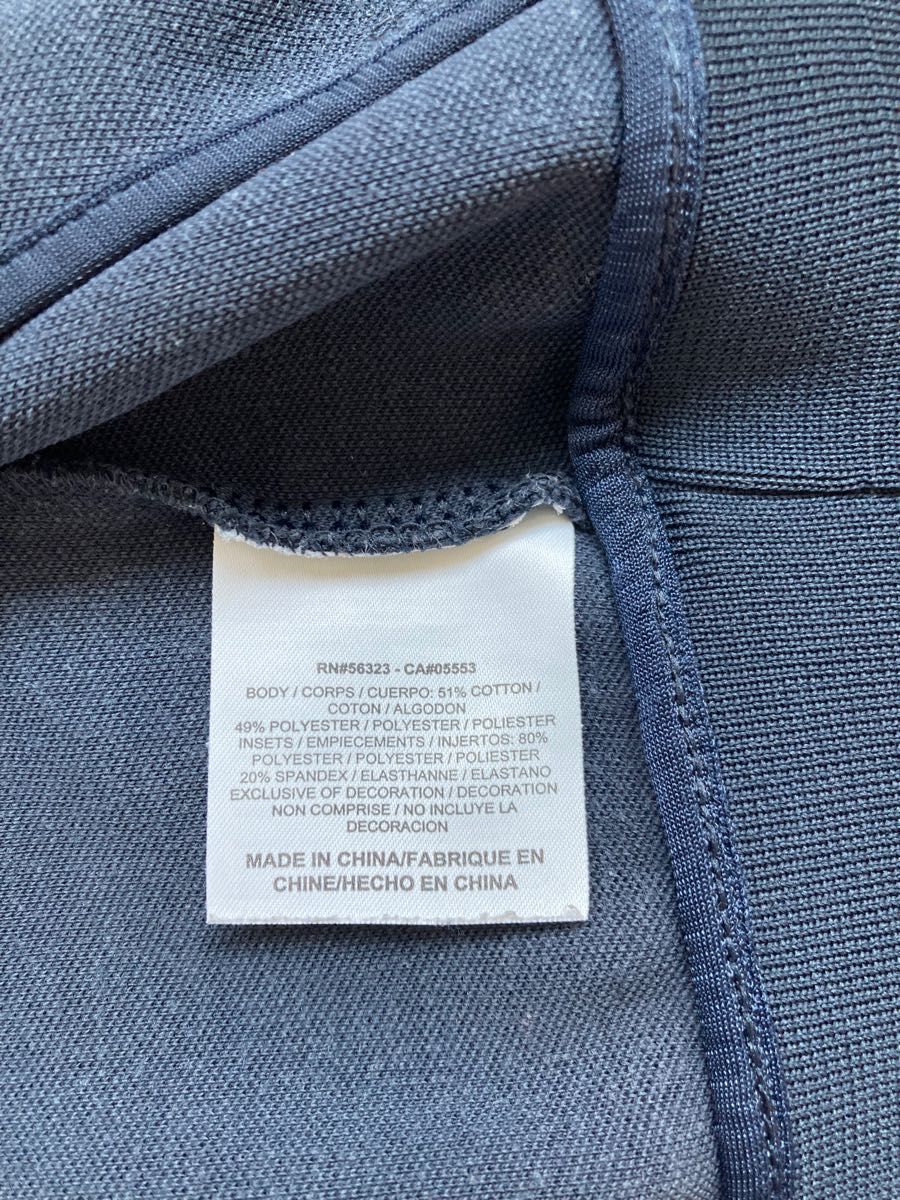 RN#56323 - CA#05553
BODY / CORPS / CUERPO: 51% COTTON /
COTON / ALGODON
49% POLYESTER / POLYESTER / POLIESTER
INSETS / EMPIECEMENTS / INJERTOS: 80%
POLYESTER / POLYESTER / POLIESTER
20% SPANDEX / ELASTHANNE / ELASTANO
EXCLUSIVE OF DECORATION / DECORATION
NON COMPRISE / NO INCLUYE LA
DECORACION
MADE IN CHINA/FABRIQUE EN
CHINE/HECHO EN CHINA